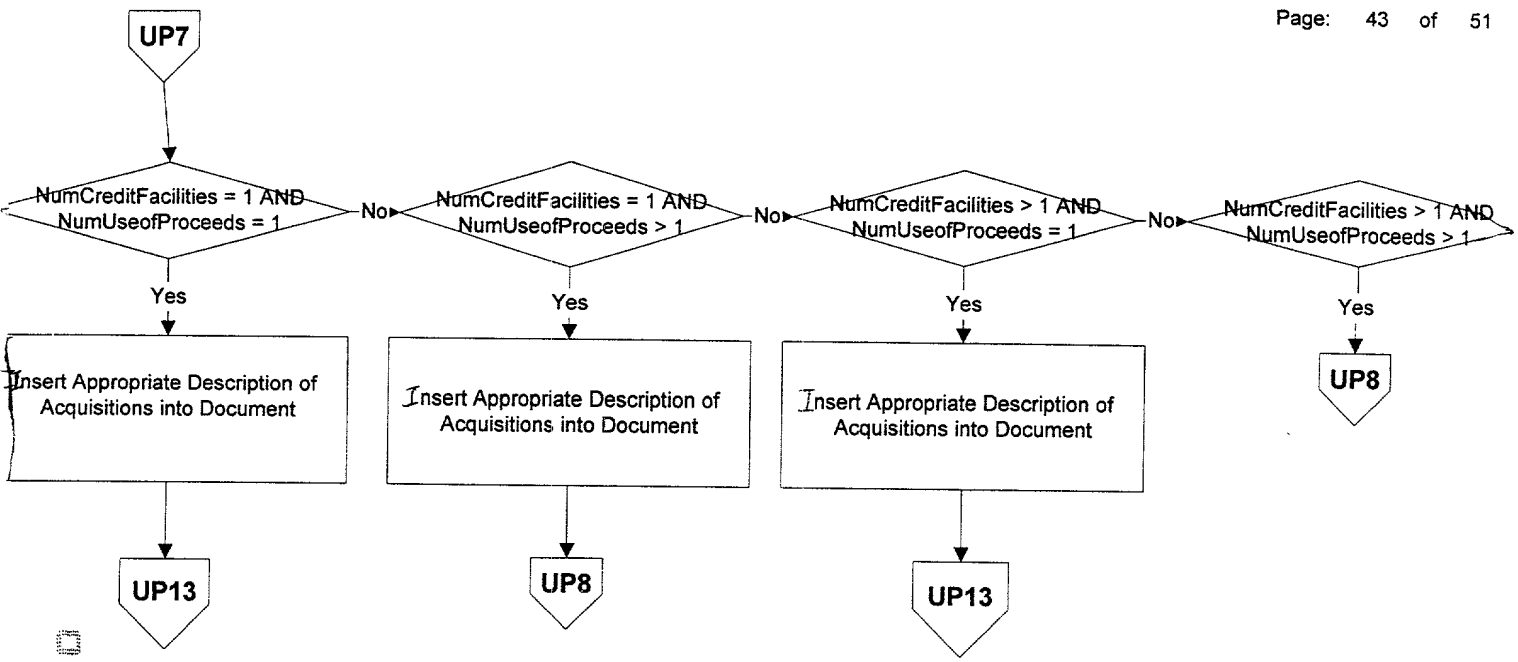 Page: 43 of 51
UP7
NumCreditFacilities = 1 AND
NumUseofProceeds = 1
No
NumCreditFacilities = 1 AND
NumUseofProceeds > 1
No
NumCreditFacilities > 1 AND
NumUseofProceeds = 1
No
NumCreditFacilities > 1 AND
NumUseofProceeds > 1
Yes
Yes
Yes
Yes
Insert Appropriate Description of
Acquisitions into Document
Insert Appropriate Description of
Acquisitions into Document
Insert Appropriate Description of
Acquisitions into Document
UP8
UP13
UP8
UP13